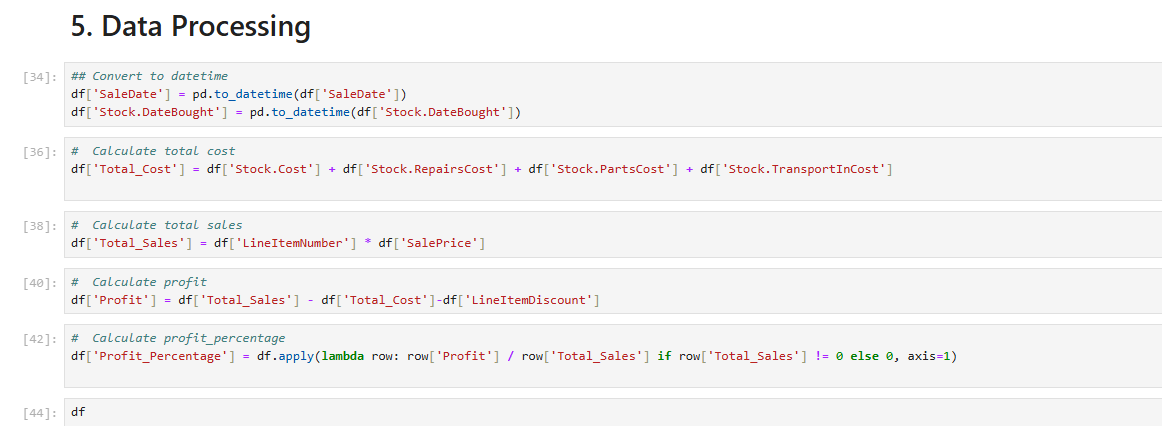 5. Data Processing
[34]: ## Convert to datetime
df['SaleDate'] = pd.to_datetime(df['SaleDate'])
df['Stock.DateBought'] = pd.to_datetime(df['Stock.DateBought'])
[36]: #  Calculate total cost
df['Total_Cost'] = df['Stock.Cost'] + df['Stock.RepairsCost'] + df['Stock.PartsCost'] + df['Stock.TransportInCost']
[38]: #  Calculate total sales
df['Total_Sales'] = df['LineItemNumber'] * df['SalePrice']
[40]: #  Calculate profit
df['Profit'] = df['Total_Sales'] - df['Total_Cost']-df['LineItemDiscount']
[42]: #  Calculate profit_percentage
df['Profit_Percentage'] = df.apply(lambda row: row['Profit'] / row['Total_Sales'] if row['Total_Sales'] != 0 else 0, axis=1)
[44]: df